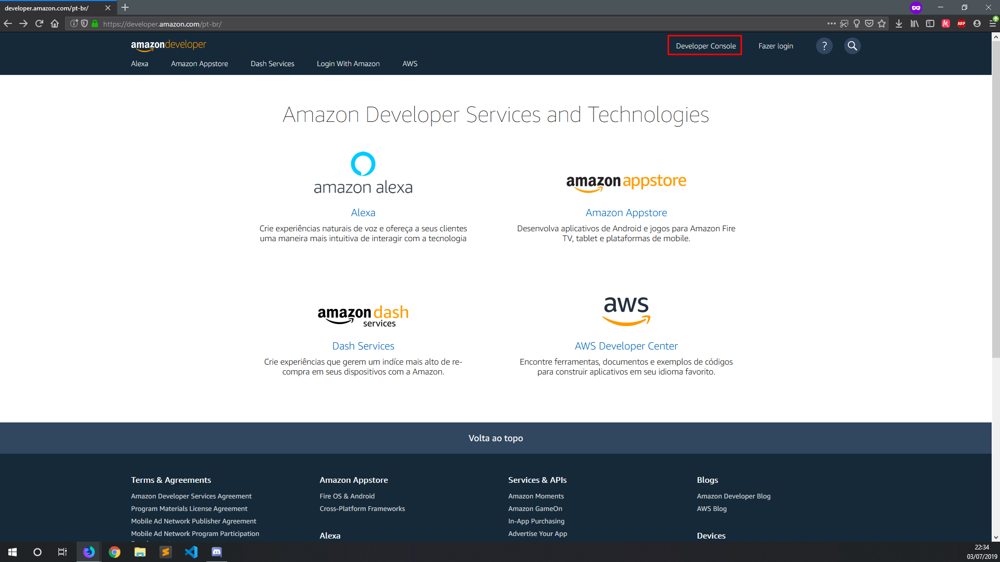 developer.amazon.com/pt-br/
https://developer.amazon.com/pt-br/
ABP
amazondeveloper
Developer Console
Fazer login
?
Alexa
Amazon Appstore
Dash Services
Login With Amazon
AWS
Amazon Developer Services and Technologies
amazon alexa
Alexa
Crie experiências naturais de voz e ofereça a seus clientes
uma maneira mais intuitiva de interagir com a tecnologia
amazon appstore
Amazon Appstore
Desenvolva aplicativos de Android e jogos para Amazon Fire
TV, tablet e plataformas de mobile.
amazon dash
services
Dash Services
Crie experiências que gerem um indíce mais alto de re-
compra em seus dispositivos com a Amazon.
aws
AWS Developer Center
Encontre ferramentas, documentos e exemplos de códigos
para construir aplicativos em seu idioma favorito.
Volta ao topo
Terms & Agreements
Amazon Developer Services Agreement
Program Materials License Agreement
Mobile Ad Network Publisher Agreement
Mobile Ad Network Program Participation
Amazon Appstore
Fire OS & Android
Cross-Platform Frameworks
Alexa
Services & APIs
Amazon Moments
Amazon GameOn
In-App Purchasing
Advertise Your App
Blogs
Amazon Developer Blog
AWS Blog
Devices
22:34
03/07/2019